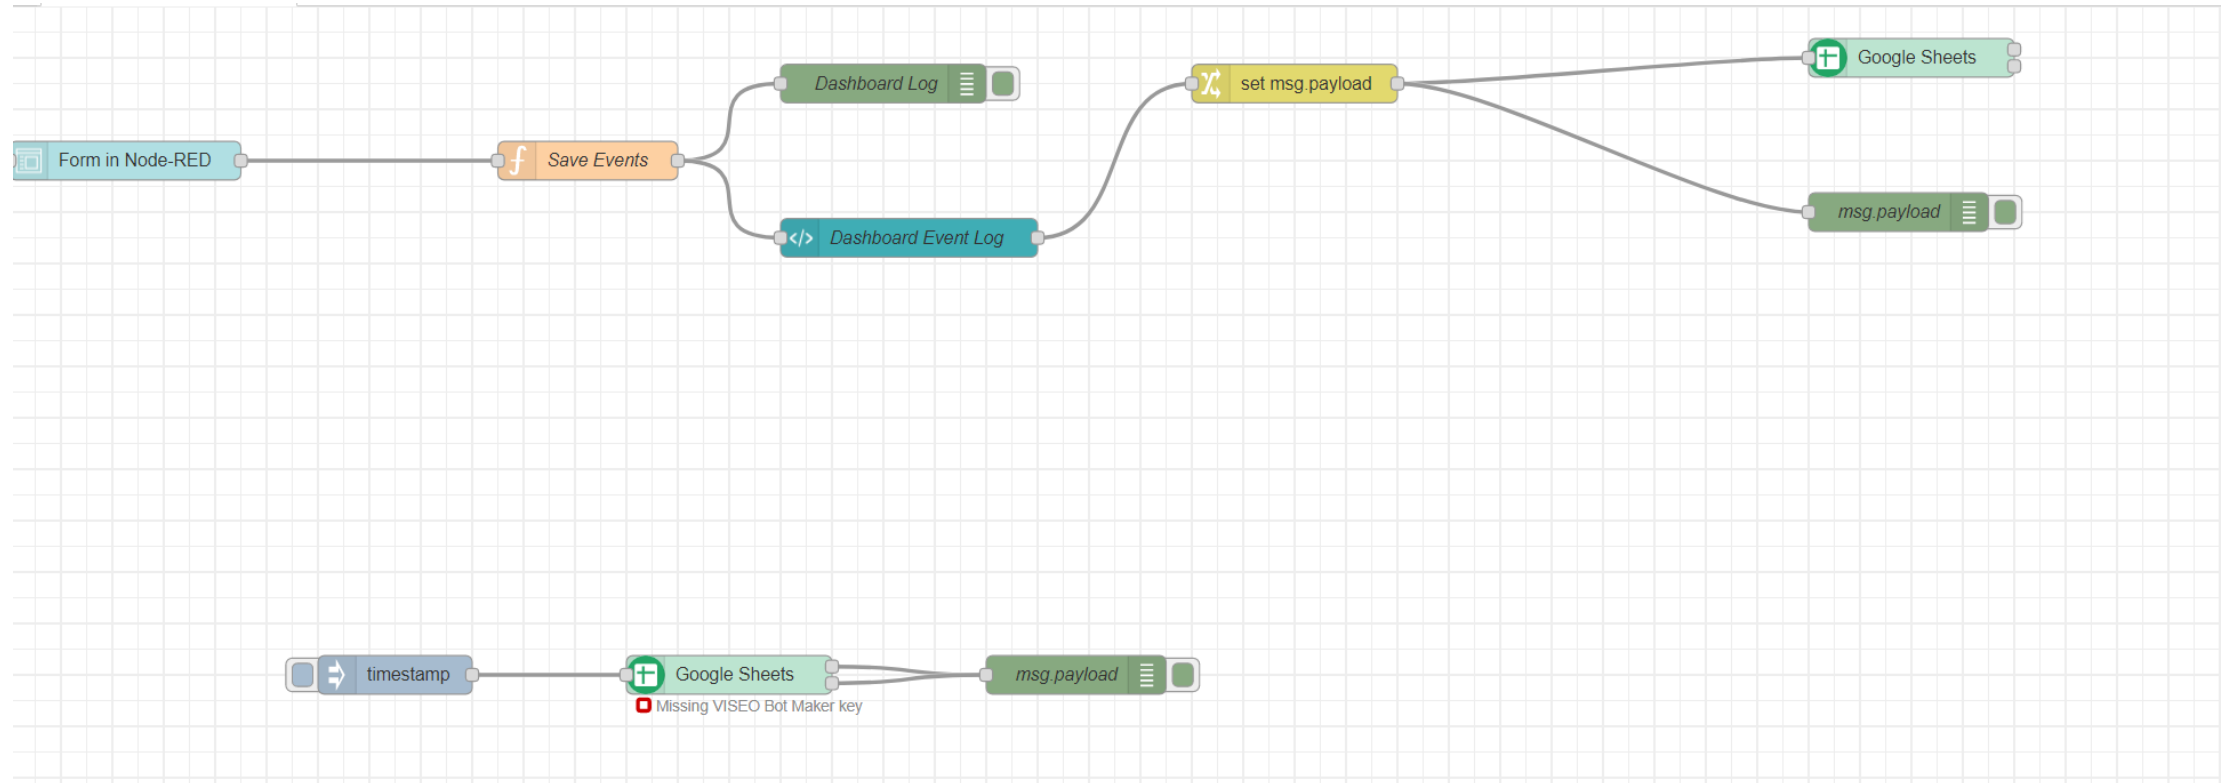 Google Sheets
Dashboard Log
set msg.payload
Form in Node-RED
Save Events
msg.payload
</> Dashboard Event Log
timestamp
Google Sheets
msg.payload
Missing VISEO Bot Maker key